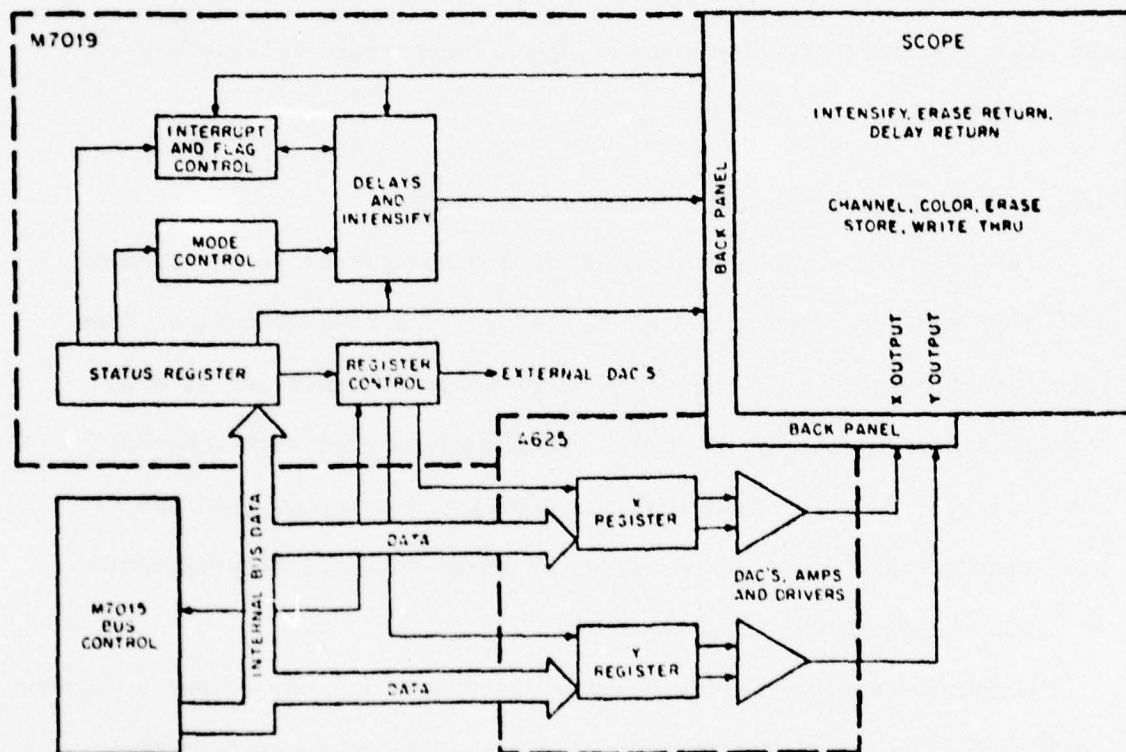 M7019
SCOPE
INTERRUPT
AND FLAG
CONTROL
DELAYS
AND
INTENSIFY
INTENSIFY, ERASE RETURN,
DELAY RETURN
MODE
CONTROL
CHANNEL, COLOR, ERASE
STORE, WRITE THRU
BACK PANEL
STATUS REGISTER
REGISTER
CONTROL
EXTERNAL DAC'S
X OUTPUT
Y OUTPUT
BACK PANEL
A625
X
REGISTER
DATA
INTERNAL BUS DATA
M7015
BUS
CONTROL
DAC'S, AMPS
AND DRIVERS
Y
REGISTER
DATA